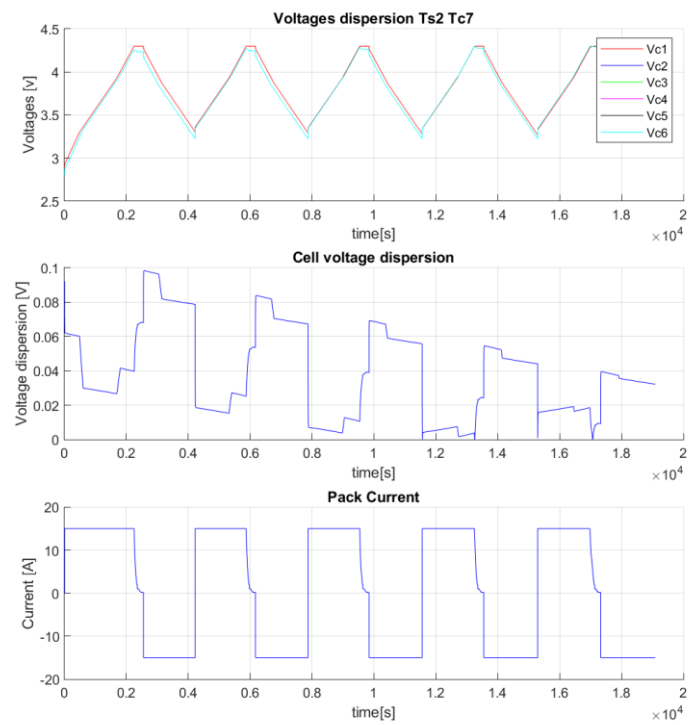 Voltages dispersion Ts2 Tc7
4.5
4
3.5
3
2.5
Voltages [v]
Vc1
Vc2
Vc3
Vc4
Vc5
Vc6
0 0.2 0.4 0.6 0.8 1 1.2 1.4 1.6 1.8 2
time[s]
×10⁴
Cell voltage dispersion
0.1
0.08
0.06
0.04
0.02
0
Voltage dispersion [V]
0 0.2 0.4 0.6 0.8 1 1.2 1.4 1.6 1.8 2
time[s]
×10⁴
Pack Current
20
10
0
-10
-20
Current [A]
0 0.2 0.4 0.6 0.8 1 1.2 1.4 1.6 1.8 2
time[s]
×10⁴